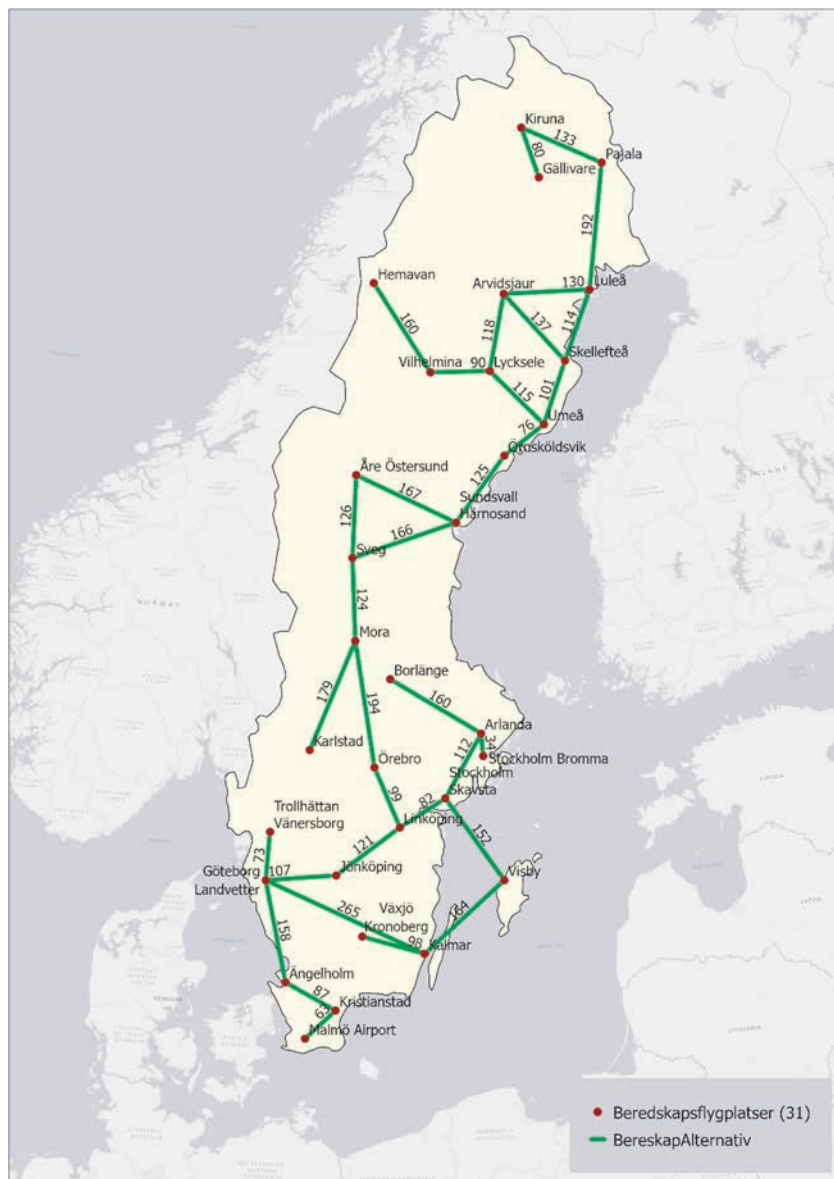 Kiruna
133
Pajala
80
Gällivare
192
Hemavan
Arvidsjaur
130
Luleå
160
118
137
114
Skellefteå
Vilhelmina
90
Lycksele
115
101
Umeå
76
Örnsköldsvik
Åre Östersund
125
167
Sundsvall
Härnosand
126
166
Sveg
124
Mora
Borlänge
179
194
160
Arlanda
Karlstad
34
Stockholm Bromma
112
Örebro
Stockholm
Skavsta
99
82
Trollhättan
Vänersborg
Linköping
152
73
121
Göteborg
Landvetter
107
Jönköping
Visby
265
Växjö
Kronoberg
164
98
Kalmar
158
Ängelholm
87
Kristianstad
63
Malmö Airport
Beredskapsflygplatser (31)
BereskapAlternativ
NORWAY